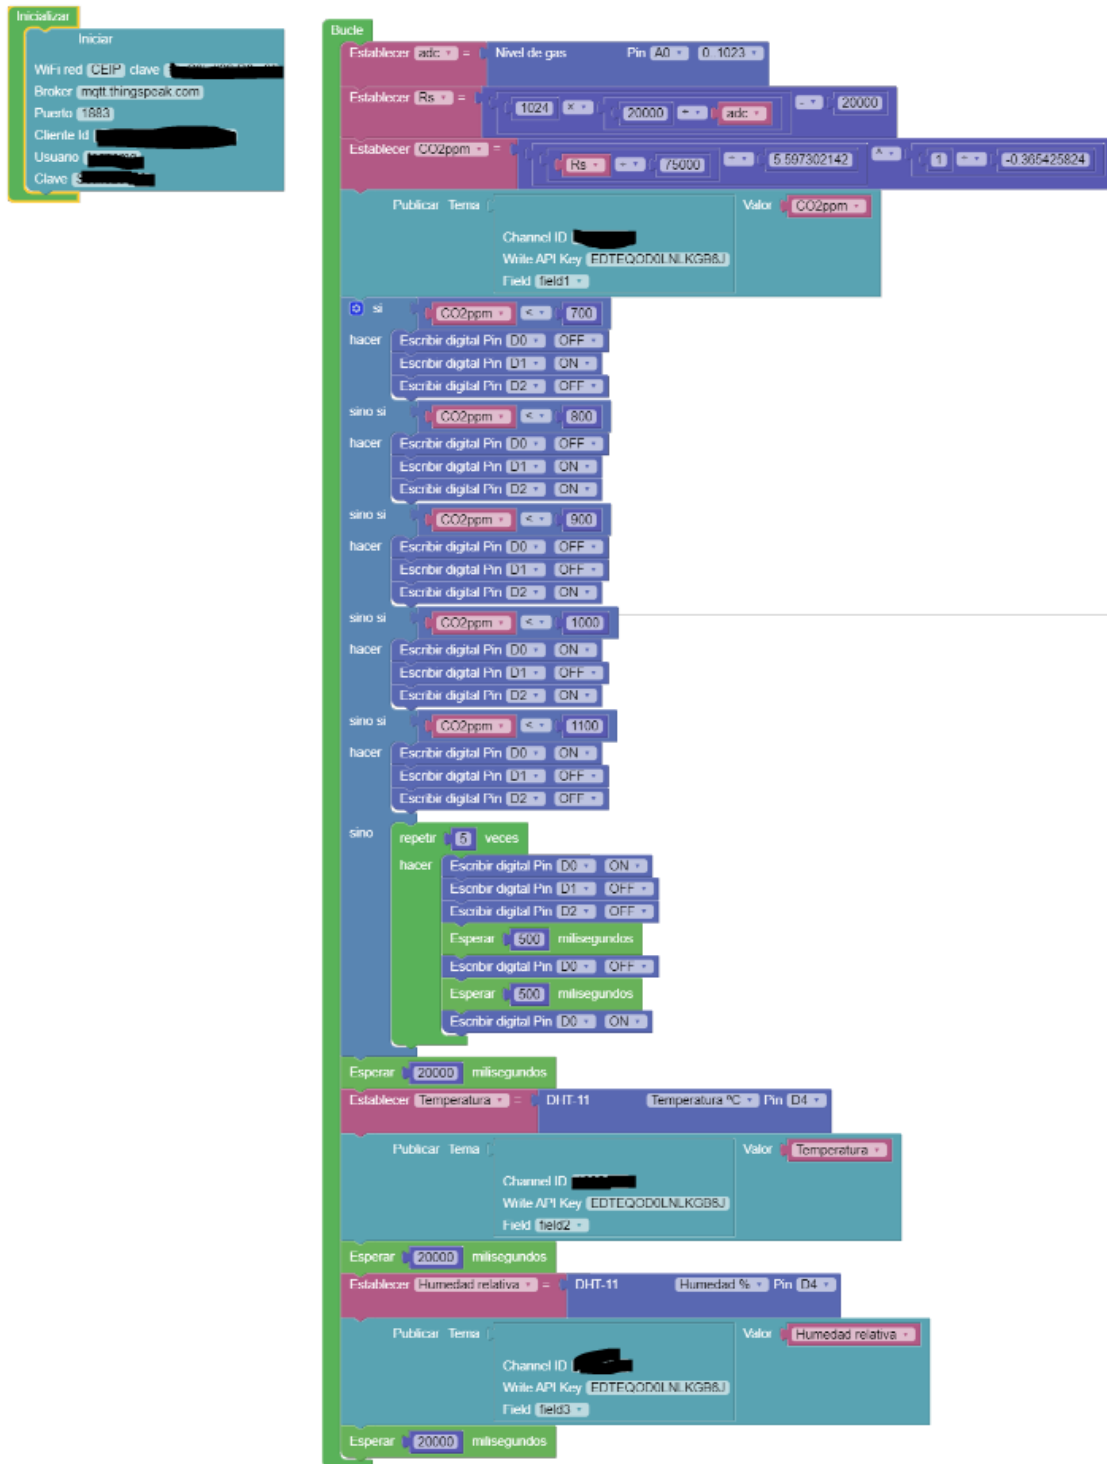 Inicializar
Iniciar
WiFi red CEIP clave
Broker mqtt.thingspeak.com
Puerto 1883
Cliente Id
Usuario
Clave
Bucle
Establecer adc = Nivel de gas Pin A0 0..1023
Establecer Rs = 1024 × 20000 ÷ adc - 20000
Establecer CO2ppm = Rs ÷ 75000 ÷ 5.597302142 ^ 1 ÷ -0.365425824
Publicar Tema Valor CO2ppm
Channel ID
Write API Key EDTEQOD0LNLKGB8J
Field field1
si CO2ppm < 700
hacer Escribir digital Pin D0 OFF
Escribir digital Pin D1 ON
Escribir digital Pin D2 OFF
sino si CO2ppm < 800
hacer Escribir digital Pin D0 OFF
Escribir digital Pin D1 ON
Escribir digital Pin D2 ON
sino si CO2ppm < 900
hacer Escribir digital Pin D0 OFF
Escribir digital Pin D1 OFF
Escribir digital Pin D2 ON
sino si CO2ppm < 1000
hacer Escribir digital Pin D0 ON
Escribir digital Pin D1 OFF
Escribir digital Pin D2 ON
sino si CO2ppm < 1100
hacer Escribir digital Pin D0 ON
Escribir digital Pin D1 OFF
Escribir digital Pin D2 OFF
sino repetir 5 veces
hacer Escribir digital Pin D0 ON
Escribir digital Pin D1 OFF
Escribir digital Pin D2 OFF
Esperar 500 milisegundos
Escribir digital Pin D0 OFF
Esperar 500 milisegundos
Escribir digital Pin D0 ON
Esperar 20000 milisegundos
Establecer Temperatura = DHT-11 Temperatura ºC Pin D4
Publicar Tema Valor Temperatura
Channel ID
Write API Key EDTEQOD0LNLKGB8J
Field field2
Esperar 20000 milisegundos
Establecer Humedad relativa = DHT-11 Humedad % Pin D4
Publicar Tema Valor Humedad relativa
Channel ID
Write API Key EDTEQOD0LNLKGB8J
Field field3
Esperar 20000 milisegundos